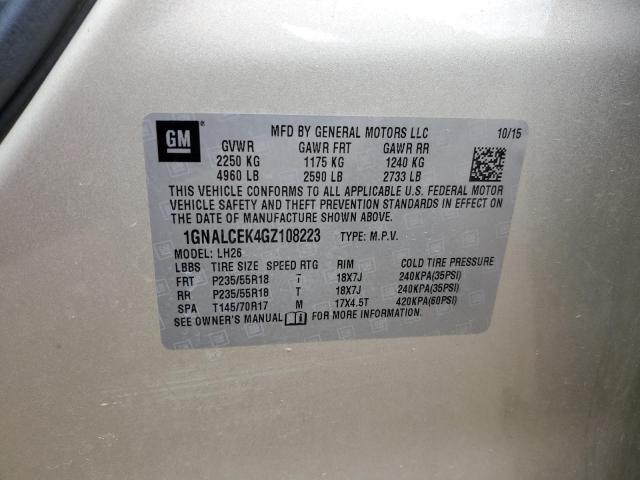 GM MFD BY GENERAL MOTORS LLC 10/15
GVWR GAWR FRT GAWR RR
2250 KG 1175 KG 1240 KG
4960 LB 2590 LB 2733 LB
THIS VEHICLE CONFORMS TO ALL APPLICABLE U.S. FEDERAL MOTOR
VEHICLE SAFETY AND THEFT PREVENTION STANDARDS IN EFFECT ON
THE DATE OF MANUFACTURE SHOWN ABOVE.
1GNALCEK4GZ108223 TYPE: M.P.V.
MODEL: LH26
LBBS TIRE SIZE SPEED RTG RIM COLD TIRE PRESSURE
FRT P235/55R18 T 18X7J 240KPA(35PSI)
RR P235/55R18 T 18X7J 240KPA(35PSI)
SPA T145/70R17 M 17X4.5T 420KPA(60PSI)
SEE OWNER'S MANUAL FOR MORE INFORMATION.